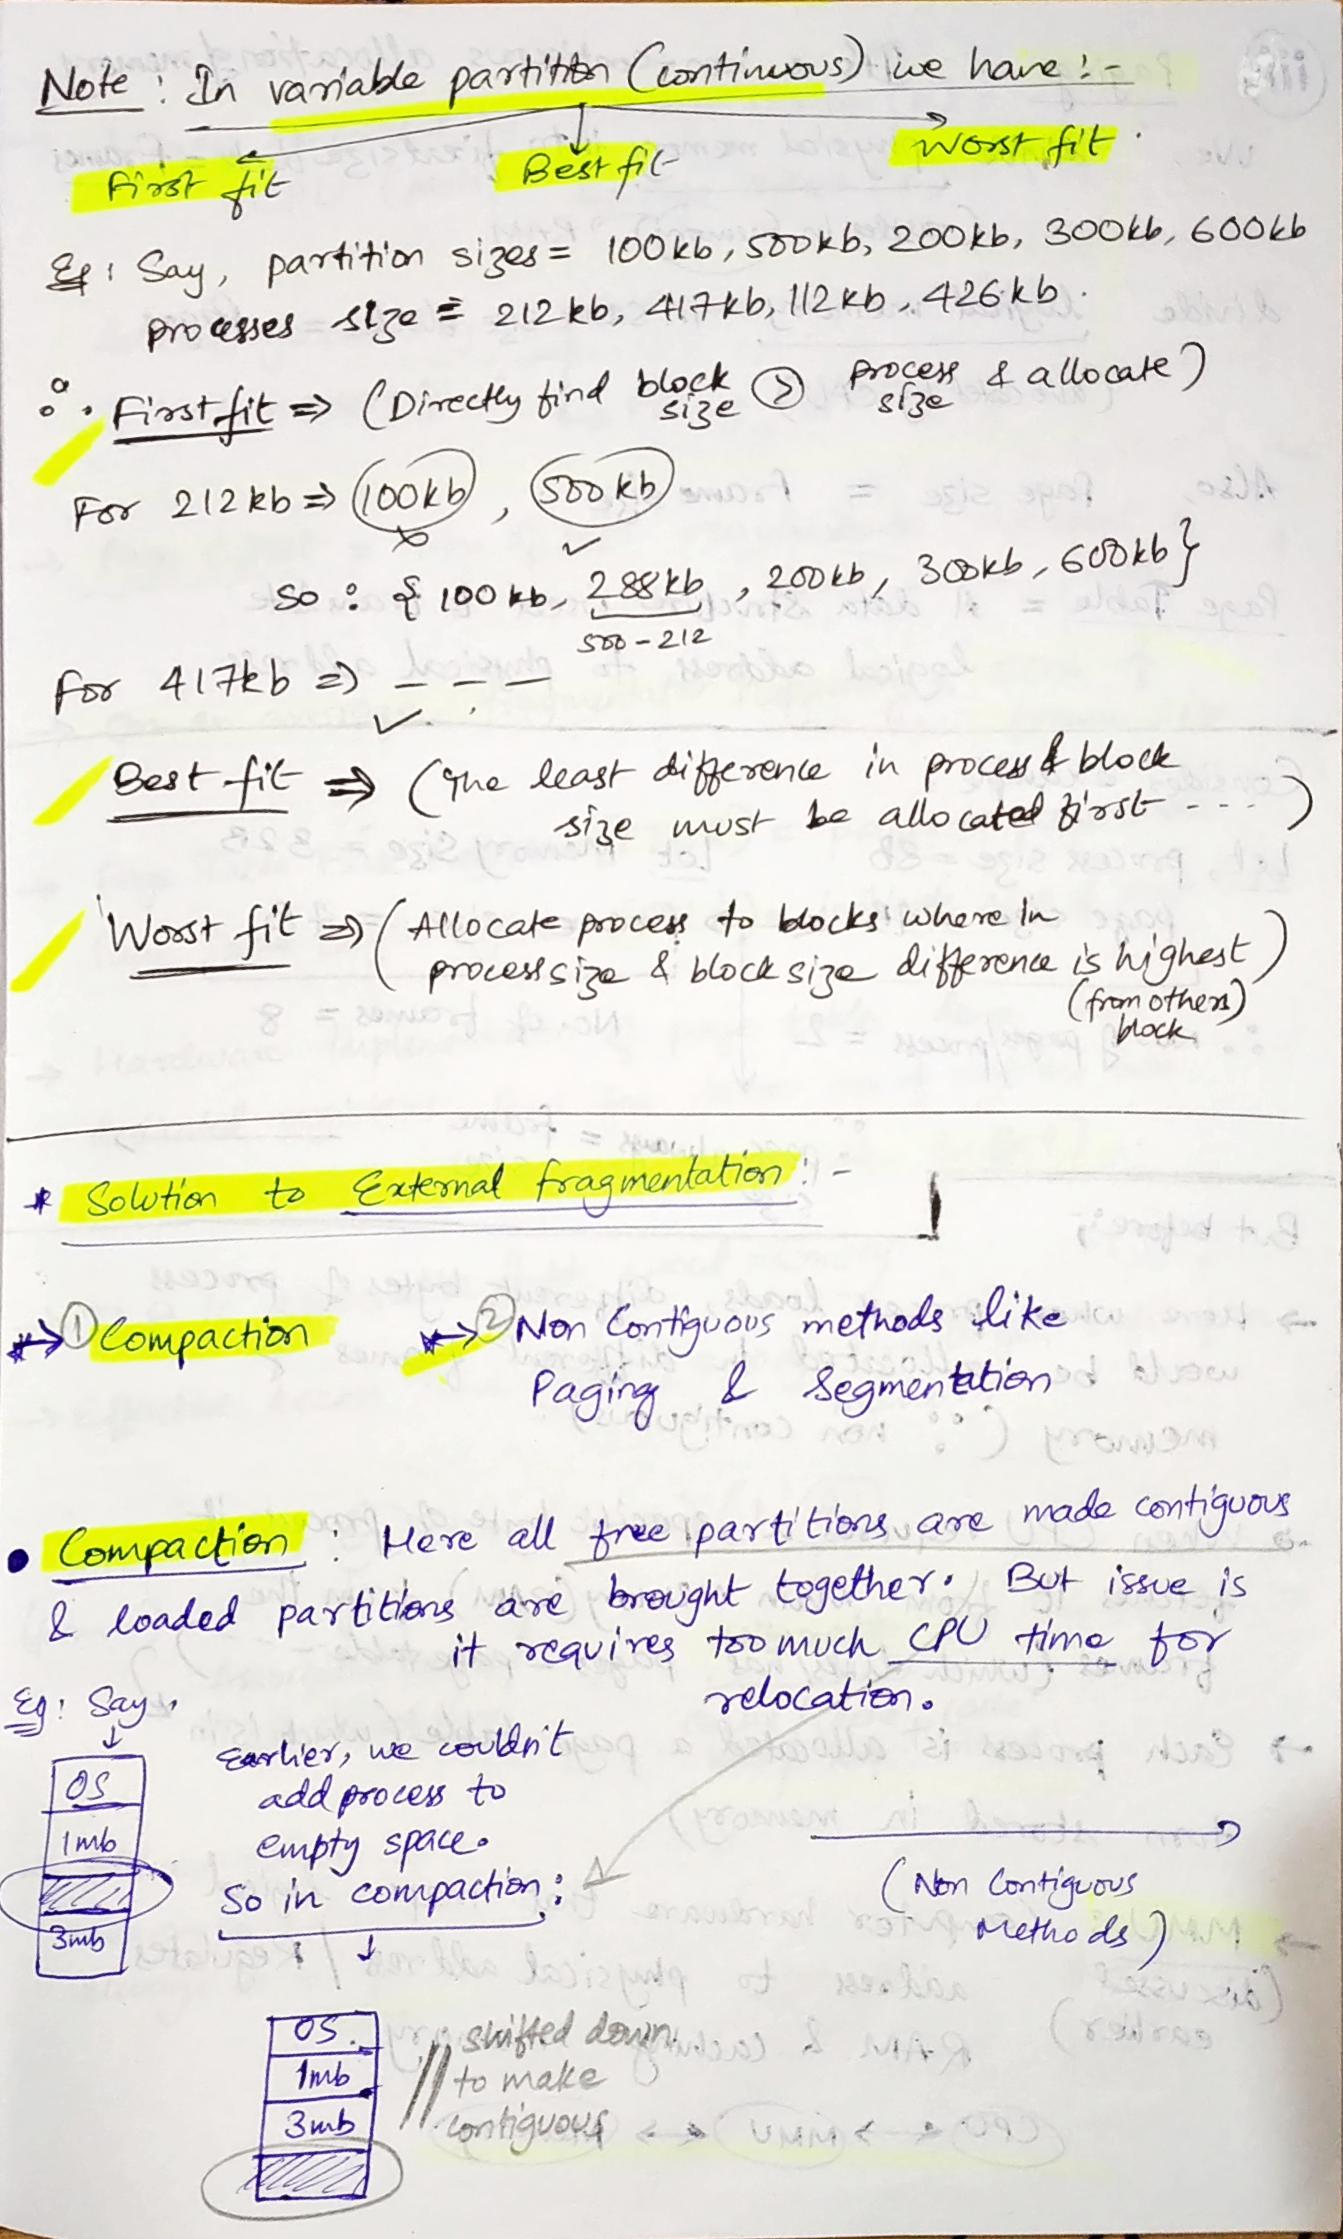 Note : In variable partition (continuous) we have :-
First fit
Best fit
Worst fit
Eg : Say, partition sizes = 100kb, 500kb, 200kb, 300kb, 600kb
processes size = 212kb, 417kb, 112kb, 426kb.
∴ First fit ⇒ (Directly find block size > process size & allocate)
For 212kb ⇒ 100kb, 500kb
× ✓
So : { 100kb, 288kb, 200kb, 300kb, 600kb }
500-212
For 417kb ⇒ - - -
✓
Best fit ⇒ (The least difference in process & block
size must be allocated first ---)
Worst fit ⇒ (Allocate process to blocks where In
process size & block size difference is highest)
(from others)
block
* Solution to External fragmentation :-
→ ① Compaction
→ ② Non Contiguous methods like
Paging & Segmentation
• Compaction : Here all free partitions are made contiguous
& loaded partitions are brought together. But issue is
it requires too much CPU time for
relocation.
Eg: Say,
OS
1mb
3mb
Earlier, we couldn't
add process to
empty space.
So in compaction :
(Non Contiguous
Methods)
OS.
1mb
3mb
shifted down
to make
contiguous